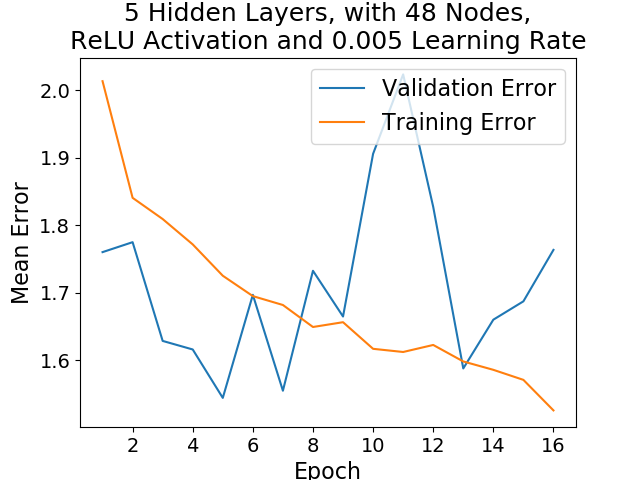 5 Hidden Layers, with 48 Nodes,
ReLU Activation and 0.005 Learning Rate
Validation Error
Training Error
Mean Error
2.0
1.9
1.8
1.7
1.6
2 4 6 8 10 12 14 16
Epoch